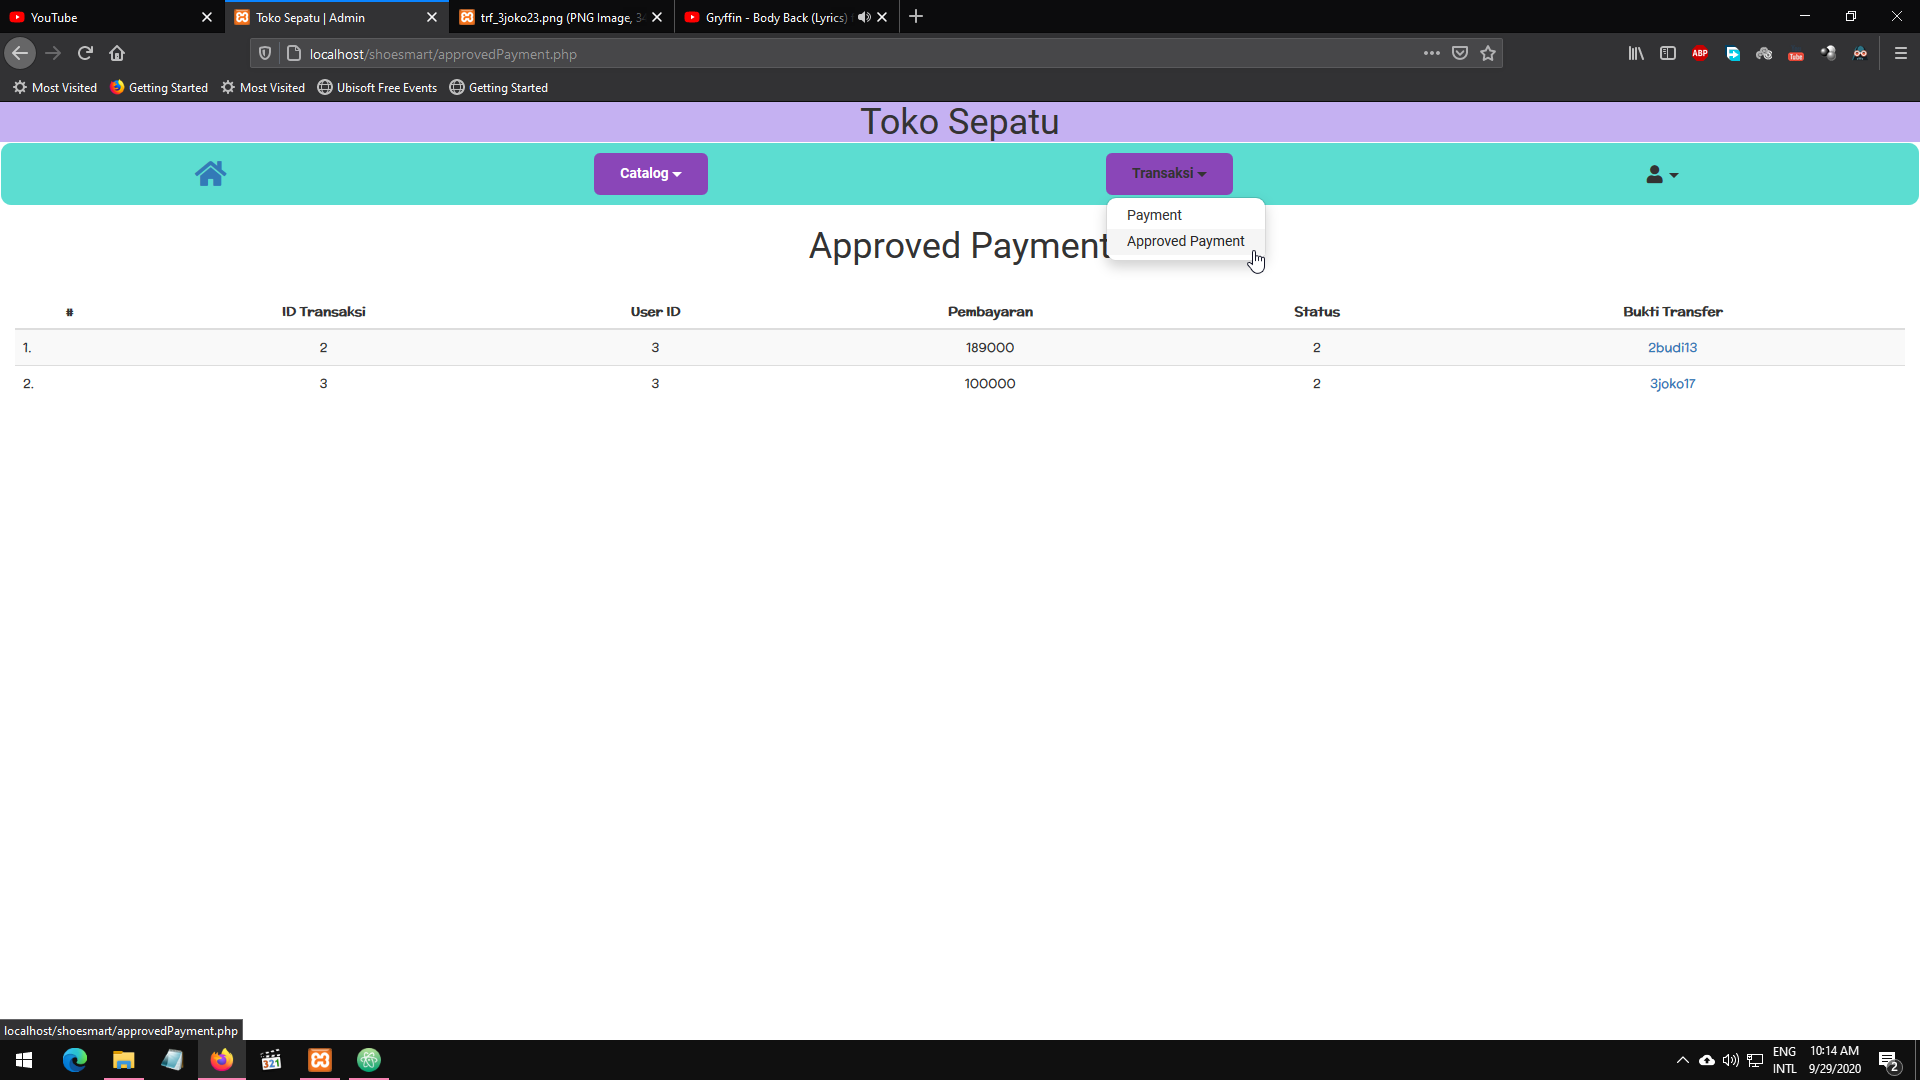 YouTube
Toko Sepatu | Admin
trf_3joko23.png (PNG Image, 3
Gryffin - Body Back (Lyrics)
localhost/shoesmart/approvedPayment.php
ABP
Tube
Most Visited
Getting Started
Most Visited
Ubisoft Free Events
Getting Started
Toko Sepatu
Catalog
Transaksi
Payment
Approved Payment
Approved Payment
# ID Transaksi User ID Pembayaran Status Bukti Transfer
1. 2 3 189000 2 2budi13
2. 3 3 100000 2 3joko17
localhost/shoesmart/approvedPayment.php
321
ENG
INTL
10:14 AM
9/29/2020
2